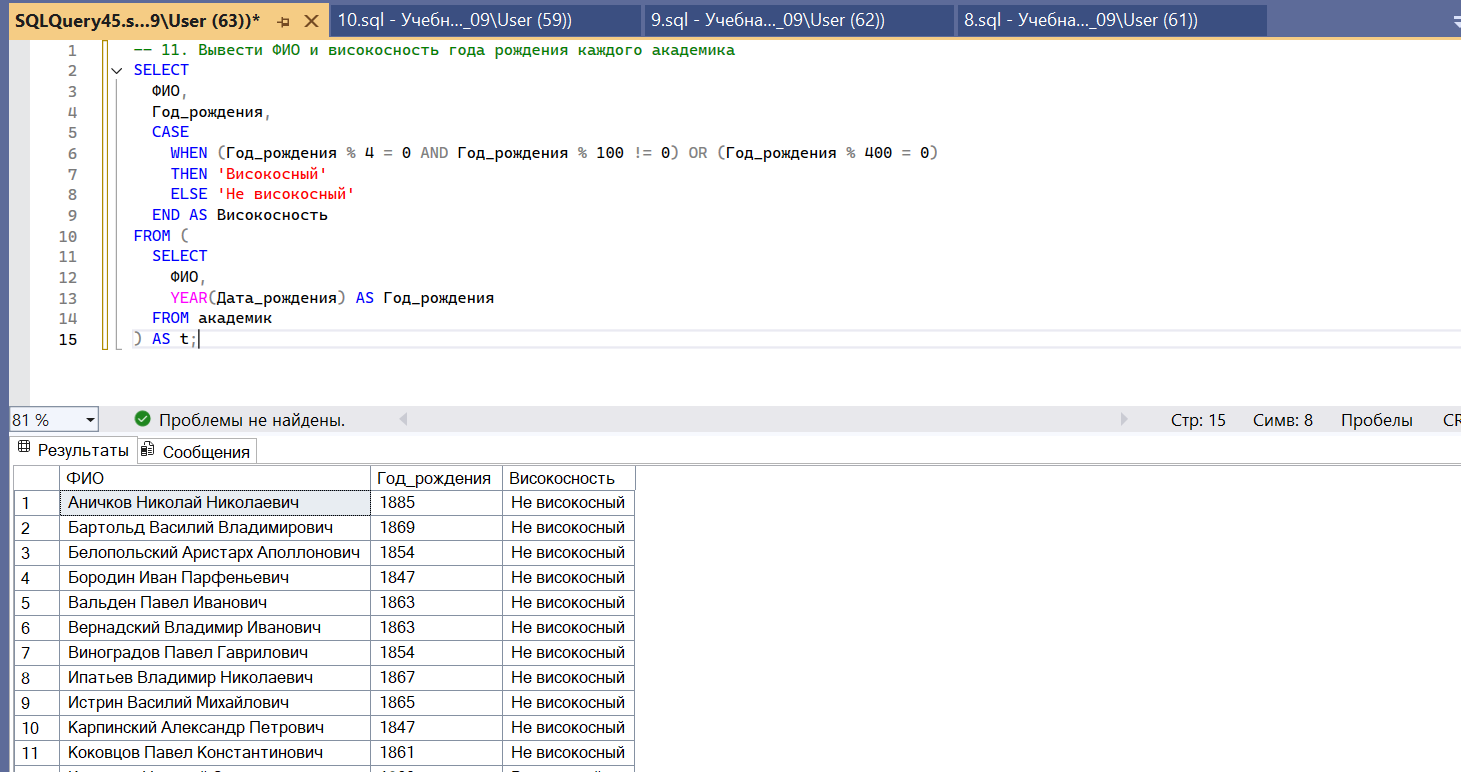 SQLQuery45.s...9\User (63))* 10.sql - Учебн..._09\User (59)) 9.sql - Учебна..._09\User (62)) 8.sql - Учебна..._09\User (61))
1 -- 11. Вывести ФИО и високосность года рождения каждого академика
2 SELECT
3 ФИО,
4 Год_рождения,
5 CASE
6 WHEN (Год_рождения % 4 = 0 AND Год_рождения % 100 != 0) OR (Год_рождения % 400 = 0)
7 THEN 'Високосный'
8 ELSE 'Не високосный'
9 END AS Високосность
10 FROM (
11 SELECT
12 ФИО,
13 YEAR(Дата_рождения) AS Год_рождения
14 FROM академик
15 ) AS t;
81 % Проблемы не найдены. Стр: 15 Симв: 8 Пробелы
Результаты Сообщения
ФИО Год_рождения Високосность
1 Аничков Николай Николаевич 1885 Не високосный
2 Бартольд Василий Владимирович 1869 Не високосный
3 Белопольский Аристарх Аполлонович 1854 Не високосный
4 Бородин Иван Парфеньевич 1847 Не високосный
5 Вальден Павел Иванович 1863 Не високосный
6 Вернадский Владимир Иванович 1863 Не високосный
7 Виноградов Павел Гаврилович 1854 Не високосный
8 Ипатьев Владимир Николаевич 1867 Не високосный
9 Истрин Василий Михайлович 1865 Не високосный
10 Карпинский Александр Петрович 1847 Не високосный
11 Коковцов Павел Константинович 1861 Не високосный